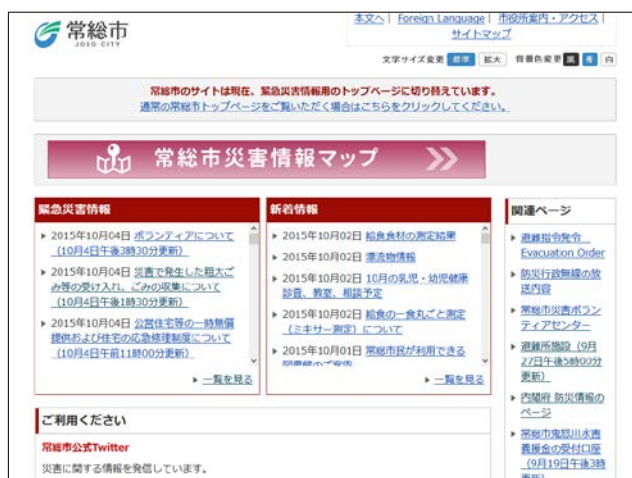 常総市
JOSO CITY
本文へ | Foreign Language | 市役所案内・アクセス |
サイトマップ
文字サイズ変更 標準 拡大 背景色変更 黒 青 白
常総市のサイトは現在、緊急災害情報用のトップページに切り替えています。
通常の常総市トップページをご覧いただく場合はこちらをクリックしてください。
常総市災害情報マップ
緊急災害情報
2015年10月04日 ボランティアについて
(10月4日午後3時30分更新)
2015年10月04日 災害で発生した粗大ご
み等の受け入れ、ごみの収集について
(10月4日午後1時30分更新)
2015年10月04日 公営住宅等の一時無償
提供および住宅の応急修理制度について
(10月4日午前11時00分更新)
一覧を見る
新着情報
2015年10月02日 給食食材の測定結果
2015年10月02日 漂流物情報
2015年10月02日 10月の乳児・幼児健康
診査、教室、相談予定
2015年10月02日 給食の一食丸ごと測定
(ミキサー測定)について
2015年10月01日 常総市民が利用できる
図書館のご案内
一覧を見る
関連ページ
避難指令発令
Evacuation Order
防災行政無線の放
送内容
常総市災害ボラン
ティアセンター
避難所施設(9月
27日午後5時00分
更新)
内閣府 防災情報の
ページ
常総市鬼怒川水害
義援金の受付口座
(9月19日午後3時
更新)
ご利用ください
常総市公式Twitter
災害に関する情報を発信しています。